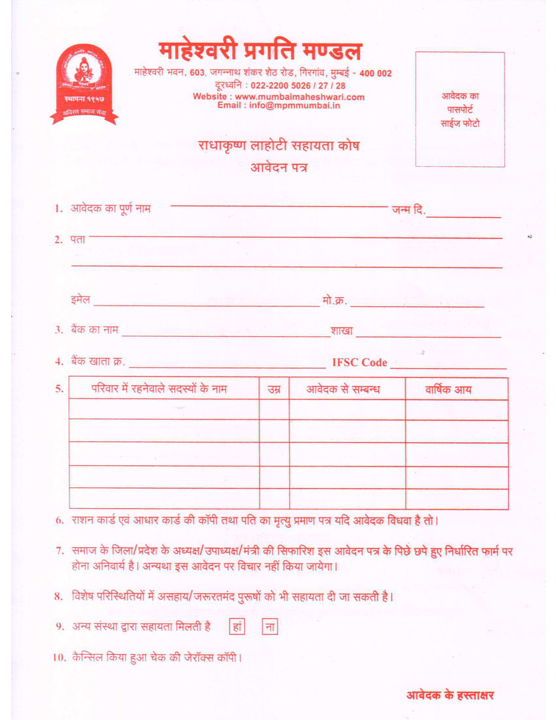 माहेश्वरी प्रगति मण्डल
माहेश्वरी भवन, 603, जगन्नाथ शंकर शेठ रोड, गिरगांव, मुम्बई - 400 002
दूरध्वनि : 022-2200 5026 / 27 / 28
Website : www.mumbaimaheshwari.com
Email : info@mpmmumbai.in
स्थापना १९५७
आवेदक का
पासपोर्ट
साईज फोटो
राधाकृष्ण लाहोटी सहायता कोष
आवेदन पत्र
1. आवेदक का पूर्ण नाम जन्म दि.
2. पता
इमेल मो.क्र.
3. बैंक का नाम शाखा
4. बैंक खाता क्र. IFSC Code
5. परिवार में रहनेवाले सदस्यों के नाम उम्र आवेदक से सम्बन्ध वार्षिक आय
6. राशन कार्ड एवं आधार कार्ड की कॉपी तथा पति का मृत्यु प्रमाण पत्र यदि आवेदक विधवा है तो।
7. समाज के जिला/प्रदेश के अध्यक्ष/उपाध्यक्ष/मंत्री की सिफारिश इस आवेदन पत्र के पिछे छपे हुए निर्धारित फार्म पर
होना अनिवार्य है। अन्यथा इस आवेदन पर विचार नहीं किया जायेगा।
8. विशेष परिस्थितियों में असहाय/जरूरतमंद पुरूषों को भी सहायता दी जा सकती है।
9. अन्य संस्था द्वारा सहायता मिलती है हां ना
10. कैन्सिल किया हुआ चेक की जेरॉक्स कॉपी।
आवेदक के हस्ताक्षर